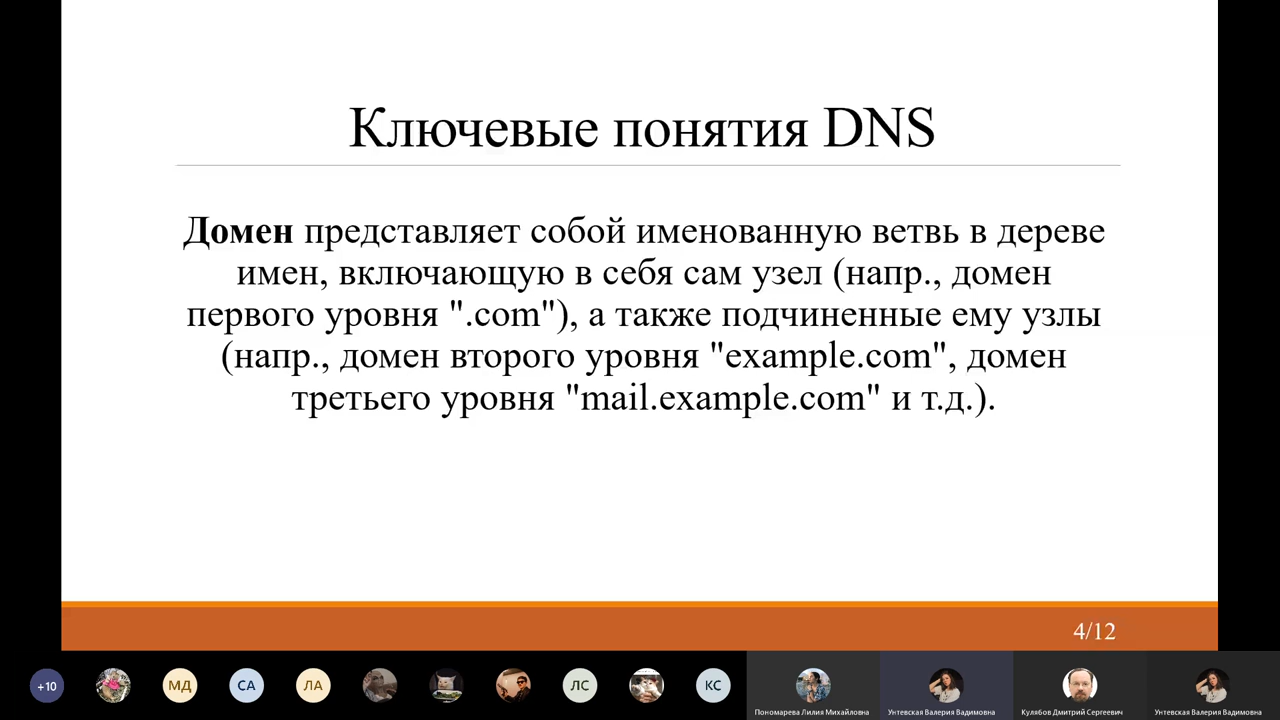 Ключевые понятия DNS
Домен представляет собой именованную ветвь в дереве
имен, включающую в себя сам узел (напр., домен
первого уровня ".com"), а также подчиненные ему узлы
(напр., домен второго уровня "example.com", домен
третьего уровня "mail.example.com" и т.д.).
4/12
+10
МД
СА
ЛА
ЛС
КС
Пономарева Лилия Михайловна
Унтевская Валерия Вадимовна
Кулябов Дмитрий Сергеевич
Унтевская Валерия Вадимовна